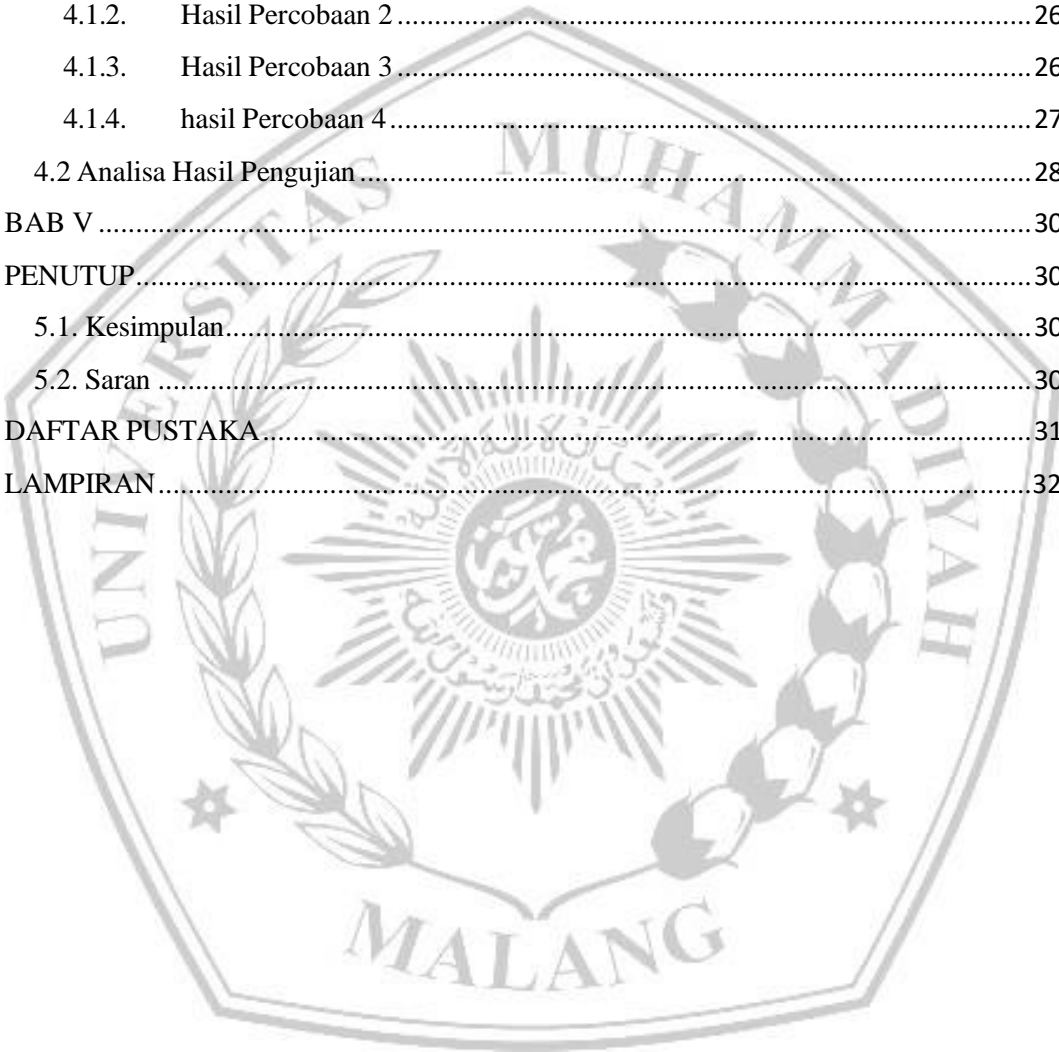 4.1.2. Hasil Percobaan 2 ........ 26
4.1.3. Hasil Percobaan 3 ........ 26
4.1.4. hasil Percobaan 4 ........ 27
4.2 Analisa Hasil Pengujian ........ 28
BAB V ........ 30
PENUTUP ........ 30
5.1. Kesimpulan ........ 30
5.2. Saran ........ 30
DAFTAR PUSTAKA ........ 31
LAMPIRAN ........ 32
UNIVERSITAS MUHAMMADIYAH
MALANG